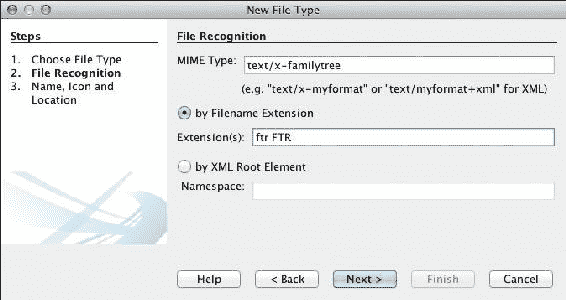 New File Type
Steps
1. Choose File Type
2. File Recognition
3. Name, Icon and
Location
File Recognition
MIME Type: text/x-familytree
(e.g. "text/x-myformat" or "text/myformat+xml" for XML)
by Filename Extension
Extension(s): ftr FTR
by XML Root Element
Namespace:
Help < Back Next > Finish Cancel